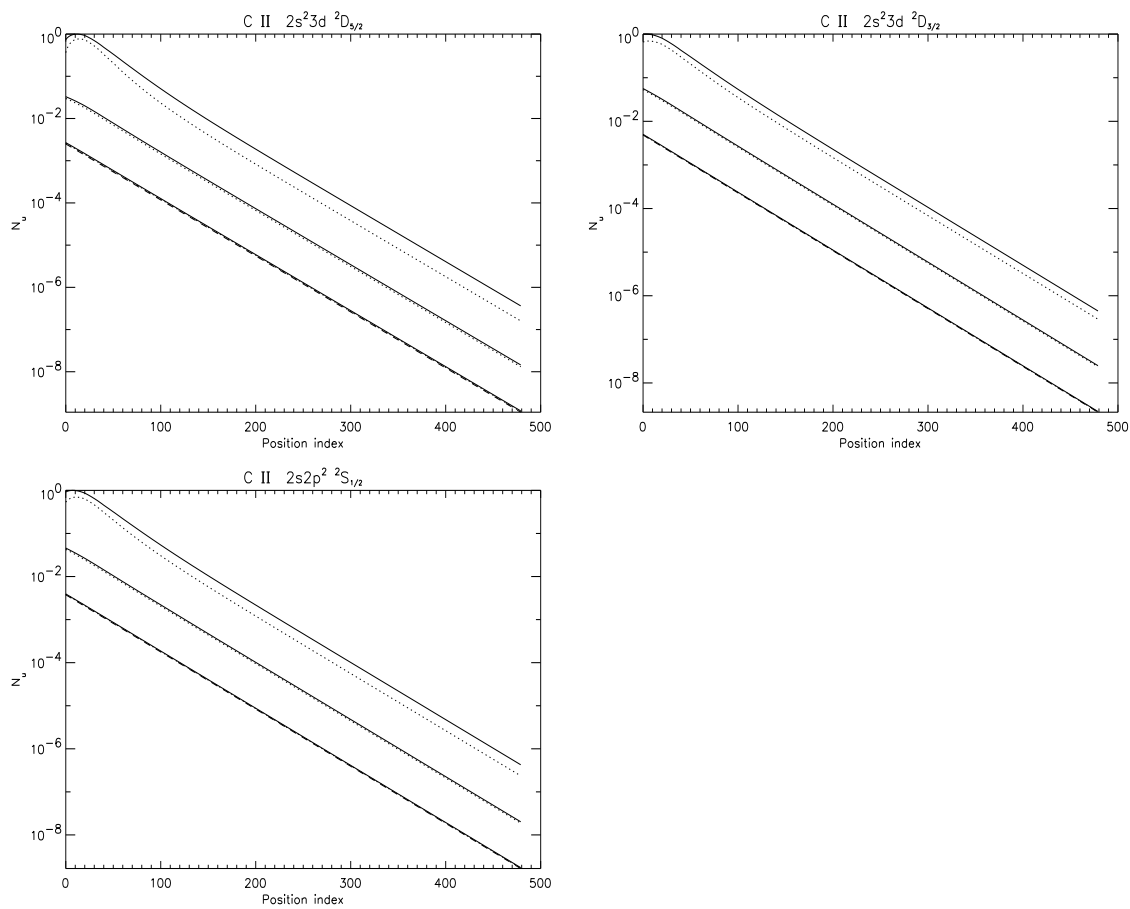 C II 2s²3d ²D₅/₂
10⁰
10⁻²
10⁻⁴
10⁻⁶
10⁻⁸
Nᵤ
0 100 200 300 400 500
Position index
C II 2s²3d ²D₃/₂
10⁰
10⁻²
10⁻⁴
10⁻⁶
10⁻⁸
Nᵤ
0 100 200 300 400 500
Position index
C II 2s2p² ²S₁/₂
10⁰
10⁻²
10⁻⁴
10⁻⁶
10⁻⁸
Nᵤ
0 100 200 300 400 500
Position index